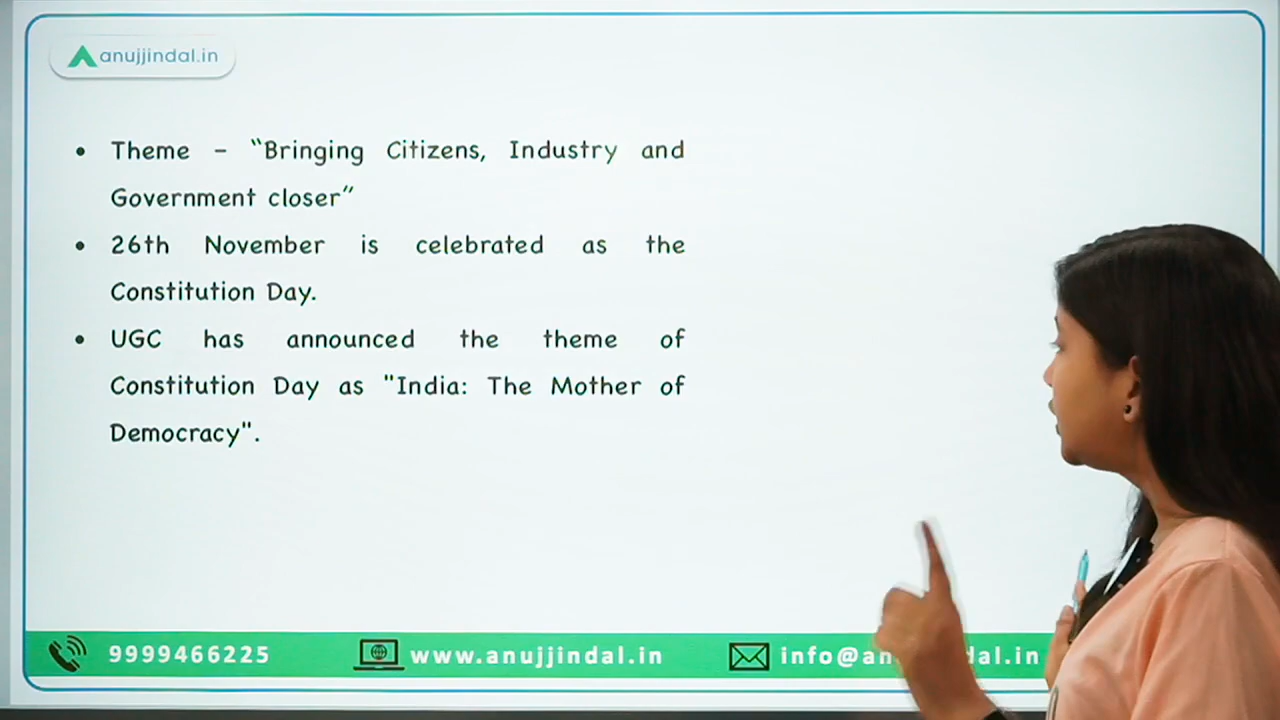 anujjindal.in
• Theme – “Bringing Citizens, Industry and
Government closer”
• 26th November is celebrated as the
Constitution Day.
• UGC has announced the theme of
Constitution Day as "India: The Mother of
Democracy".
9999466225
www.anujjindal.in